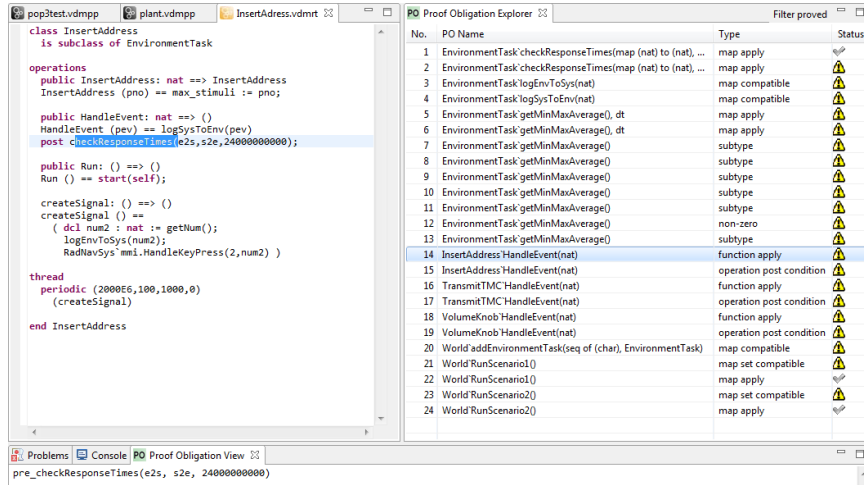 pop3test.vdmpp
plant.vdmpp
InsertAdress.vdmrt
class InsertAddress
is subclass of EnvironmentTask
operations
public InsertAddress: nat ==> InsertAddress
InsertAddress (pno) == max_stimuli := pno;
public HandleEvent: nat ==> ()
HandleEvent (pev) == logSysToEnv(pev)
post checkResponseTimes(e2s,s2e,24000000000);
public Run: () ==> ()
Run () == start(self);
createSignal: () ==> ()
createSignal () ==
( dcl num2 : nat := getNum();
logEnvToSys(num2);
RadNavSys`mmi.HandleKeyPress(2,num2) )
thread
periodic (2000E6,100,1000,0)
(createSignal)
end InsertAddress
PO Proof Obligation Explorer
Filter proved
No. PO Name Type Status
1 EnvironmentTask`checkResponseTimes(map (nat) to (nat), ... map apply
2 EnvironmentTask`checkResponseTimes(map (nat) to (nat), ... map apply
3 EnvironmentTask`logEnvToSys(nat) map compatible
4 EnvironmentTask`logSysToEnv(nat) map compatible
5 EnvironmentTask`getMinMaxAverage(), dt map apply
6 EnvironmentTask`getMinMaxAverage(), dt map apply
7 EnvironmentTask`getMinMaxAverage() subtype
8 EnvironmentTask`getMinMaxAverage() subtype
9 EnvironmentTask`getMinMaxAverage() subtype
10 EnvironmentTask`getMinMaxAverage() subtype
11 EnvironmentTask`getMinMaxAverage() subtype
12 EnvironmentTask`getMinMaxAverage() non-zero
13 EnvironmentTask`getMinMaxAverage() subtype
14 InsertAddress`HandleEvent(nat) function apply
15 InsertAddress`HandleEvent(nat) operation post condition
16 TransmitTMC`HandleEvent(nat) function apply
17 TransmitTMC`HandleEvent(nat) operation post condition
18 VolumeKnob`HandleEvent(nat) function apply
19 VolumeKnob`HandleEvent(nat) operation post condition
20 World`addEnvironmentTask(seq of (char), EnvironmentTask) map compatible
21 World`RunScenario1() map set compatible
22 World`RunScenario1() map apply
23 World`RunScenario2() map set compatible
24 World`RunScenario2() map apply
Problems
Console
PO Proof Obligation View
pre_checkResponseTimes(e2s, s2e, 24000000000)